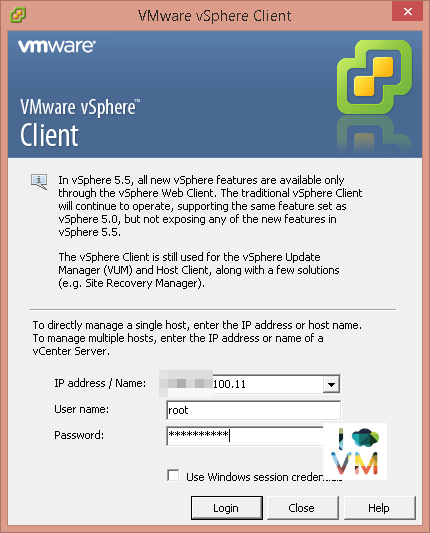 VMware vSphere Client
vmware®
VMware vSphere™
Client
In vSphere 5.5, all new vSphere features are available only
through the vSphere Web Client. The traditional vSphere Client
will continue to operate, supporting the same feature set as
vSphere 5.0, but not exposing any of the new features in
vSphere 5.5.
The vSphere Client is still used for the vSphere Update
Manager (VUM) and Host Client, along with a few solutions
(e.g. Site Recovery Manager).
To directly manage a single host, enter the IP address or host name.
To manage multiple hosts, enter the IP address or name of a
vCenter Server.
IP address / Name: 100.11
User name: root
Password: **********
I
VM
Use Windows session
Login Close Help